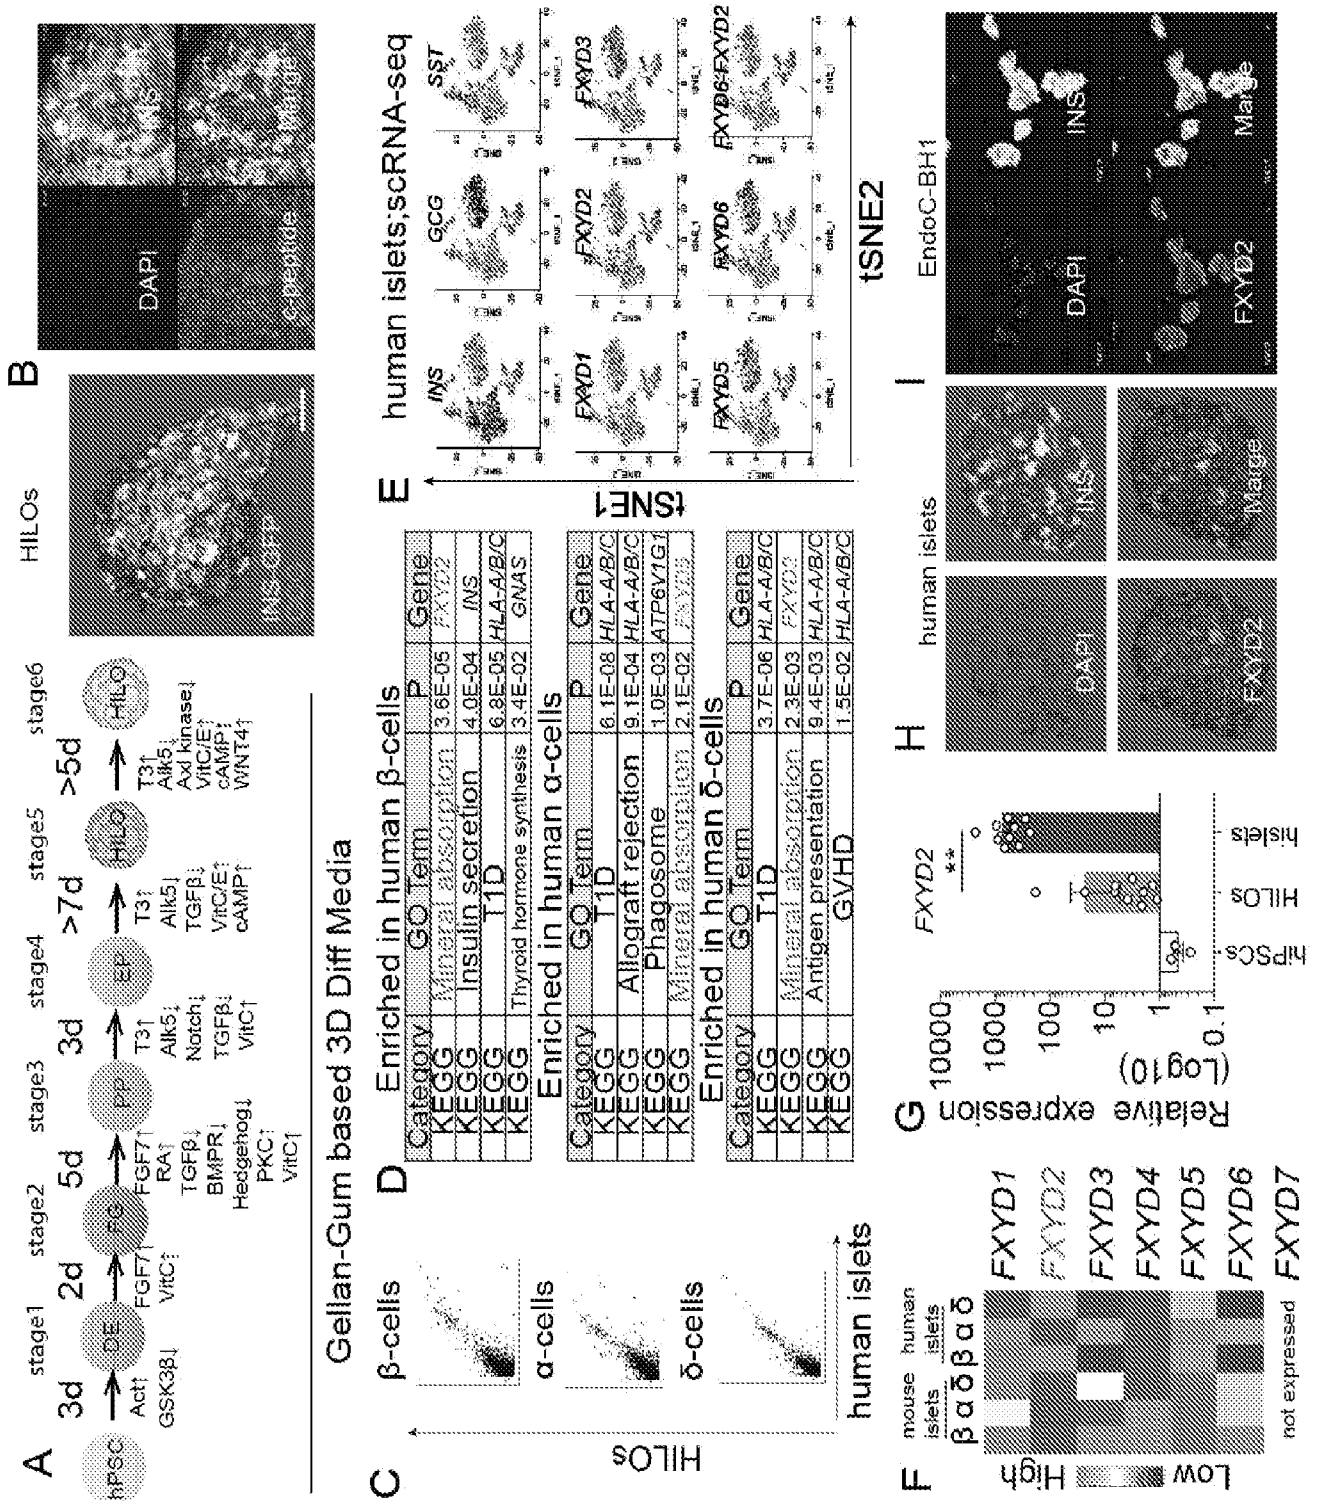 A
stage1
stage2
stage3
stage4
stage5
stage6
3d
2d
5d
3d
>7d
>5d
hPSC
DE
FG
PP
EP
HILO
HILO
Act↑
GSK3β↓
FGF7↑
VitC↑
FGF7↑
RA↑
TGFβ↓
BMPR↓
Hedgehog↓
PKC↑
VitC↑
T3↑
Alk5↓
Notch↓
TGFβ↓
VitC↑
T3↑
Alk5↓
TGFβ↓
VitC/E↑
cAMP↑
T3↑
Alk5↓
Axl kinase↓
VitC/E↑
cAMP↑
WNT4↑
Gellan-Gum based 3D Diff Media
B
HILOs
INS-GFP
DAPI
INS
c-peptide
Marge
C
β-cells
α-cells
δ-cells
HILOs
human islets
D
Enriched in human β-cells
Category GO Term P Gene
KEGG Mineral absorption 3.6E-05 FXYD2
KEGG Insulin secretion 4.0E-04 INS
KEGG T1D 6.8E-05 HLA-A/B/C
KEGG Thyroid hormone synthesis 3.4E-02 GNAS
Enriched in human α-cells
Category GO Term P Gene
KEGG T1D 6.1E-08 HLA-A/B/C
KEGG Allograft rejection 9.1E-04 HLA-A/B/C
KEGG Phagosome 1.0E-03 ATP6V1G1
KEGG Mineral absorption 2.1E-02
Enriched in human δ-cells
Category GO Term P Gene
KEGG T1D 3.7E-06 HLA-A/B/C
KEGG Mineral absorption 2.3E-03
KEGG Antigen presentation 9.4E-03 HLA-A/B/C
KEGG GVHD 1.5E-02 HLA-A/B/C
E
human islets;scRNA-seq
INS
GCG
SST
FXYD1
FXYD2
FXYD3
FXYD5
FXYD6
FXYD6-FXYD2
tSNE1
tSNE2
F
mouse islets
human islets
β α δ β α δ
High
Low
FXYD1
FXYD2
FXYD3
FXYD4
FXYD5
FXYD6
FXYD7
not expressed
G
FXYD2
**
Relative expression
(Log10)
10000
1000
100
10
1
0.1
hiPSCs
HILOs
hislets
H
human islets
DAPI
INS
FXYD2
Marge
I
EndoC-BH1
DAPI
INS
FXYD2
Marge